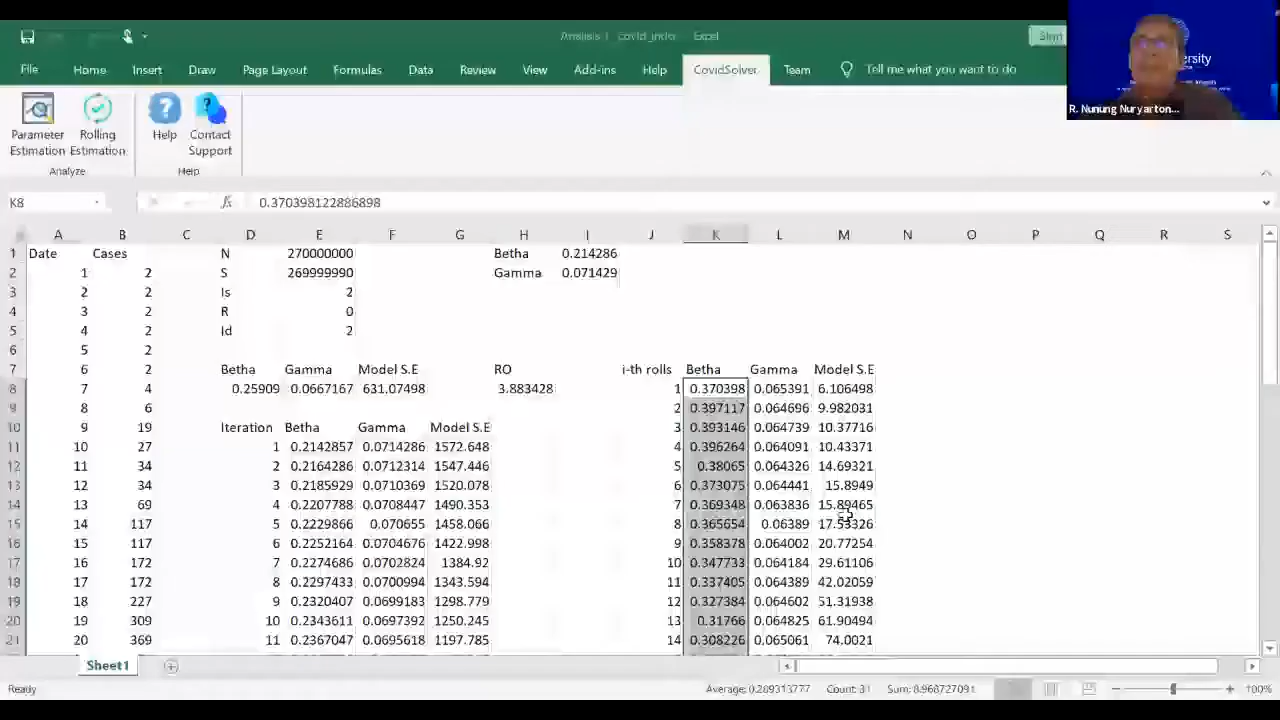 Analysis 1_covid_indo - Excel
Sign
File Home Insert Draw Page Layout Formulas Data Review View Add-ins Help CovidSolver Team Tell me what you want to do
Parameter Estimation Rolling Estimation Help Contact Support
Analyze Help
R. Nunung Nuryarton...
K8 fx 0.370398122886898
A B C D E F G H I J K L M N O P Q R S
1 Date Cases N 270000000 Betha 0.214286
2 1 2 S 269999990 Gamma 0.071429
3 2 2 Is 2
4 3 2 R 0
5 4 2 Id 2
6 5 2
7 6 2 Betha Gamma Model S.E RO i-th rolls Betha Gamma Model S.E
8 7 4 0.25909 0.0667167 631.07498 3.883428 1 0.370398 0.065391 6.106498
9 8 6 2 0.397117 0.064696 9.982031
10 9 19 Iteration Betha Gamma Model S.E 3 0.393146 0.064739 10.37716
11 10 27 1 0.2142857 0.0714286 1572.648 4 0.396264 0.064091 10.43371
12 11 34 2 0.2164286 0.0712314 1547.446 5 0.38065 0.064326 14.69321
13 12 34 3 0.2185929 0.0710369 1520.078 6 0.373075 0.064441 15.8949
14 13 69 4 0.2207788 0.0708447 1490.353 7 0.369348 0.063836 15.89465
15 14 117 5 0.2229866 0.070655 1458.066 8 0.365654 0.06389 17.53326
16 15 117 6 0.2252164 0.0704676 1422.998 9 0.358378 0.064002 20.77254
17 16 172 7 0.2274686 0.0702824 1384.92 10 0.347733 0.064184 29.61106
18 17 172 8 0.2297433 0.0700994 1343.594 11 0.337405 0.064389 42.02059
19 18 227 9 0.2320407 0.0699183 1298.779 12 0.327384 0.064602 51.31938
20 19 309 10 0.2343611 0.0697392 1250.245 13 0.31766 0.064825 61.90494
21 20 369 11 0.2367047 0.0695618 1197.785 14 0.308226 0.065061 74.0021
Sheet1
Ready Count: 31 Sum: 8.968727091 100%